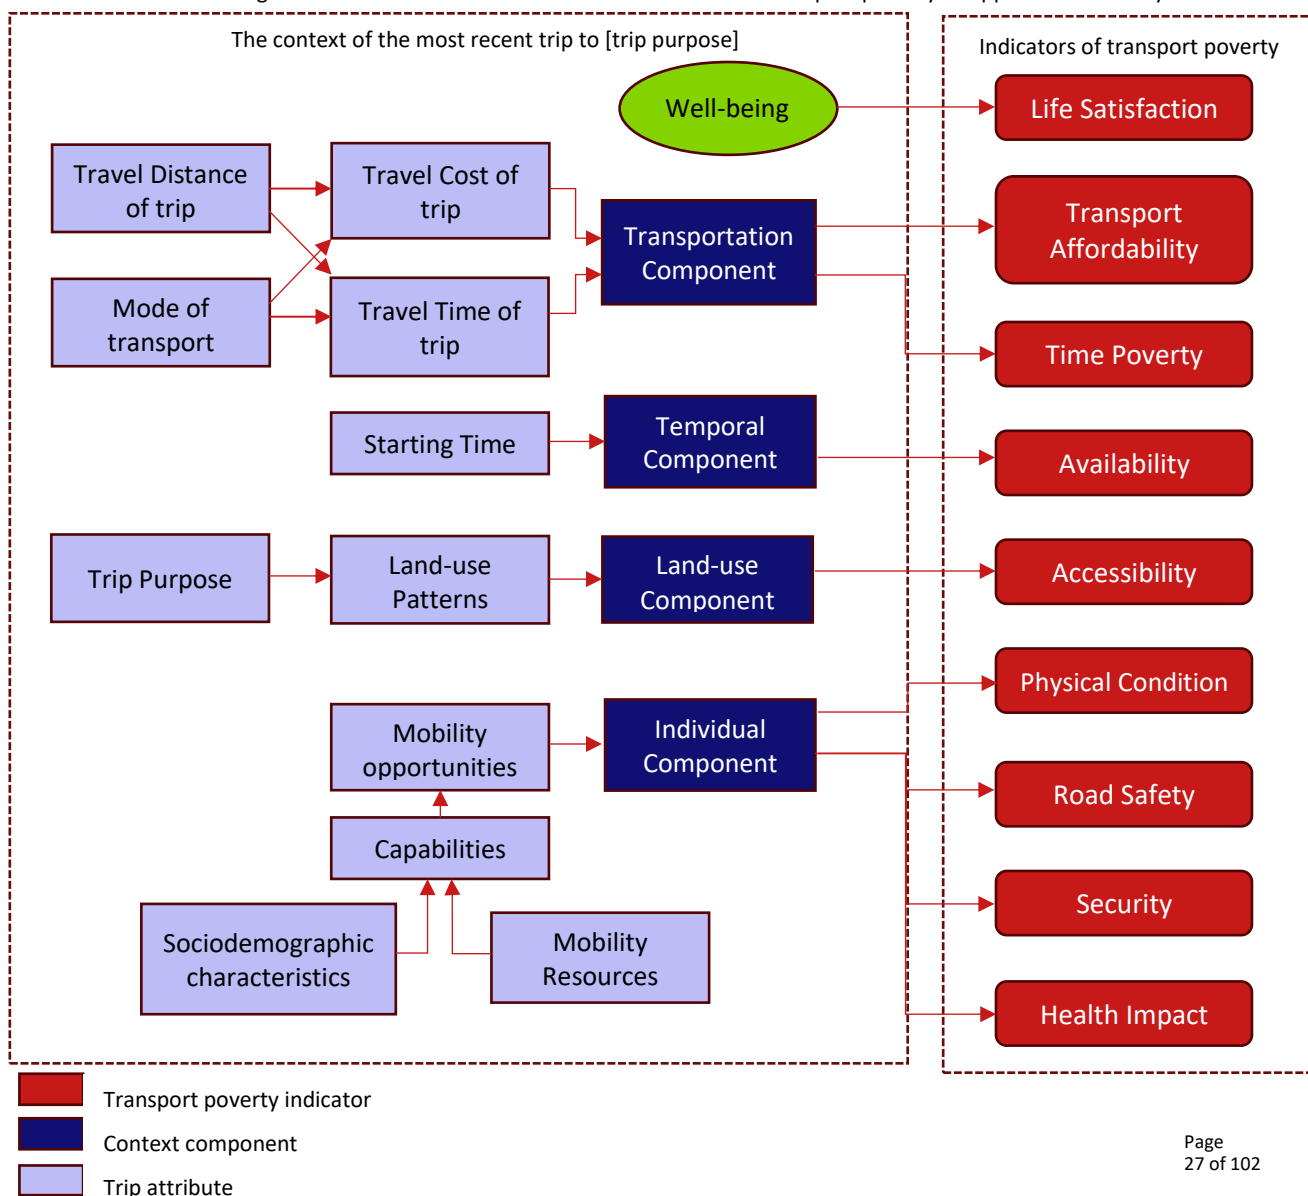 The context of the most recent trip to [trip purpose]
Indicators of transport poverty
Well-being
Life Satisfaction
Travel Distance
of trip
Travel Cost of
trip
Transportation
Component
Transport
Affordability
Mode of
transport
Travel Time of
trip
Time Poverty
Starting Time
Temporal
Component
Availability
Trip Purpose
Land-use
Patterns
Land-use
Component
Accessibility
Physical Condition
Mobility
opportunities
Individual
Component
Road Safety
Capabilities
Security
Sociodemographic
characteristics
Mobility
Resources
Health Impact
Transport poverty indicator
Context component
Trip attribute
Page
27 of 102